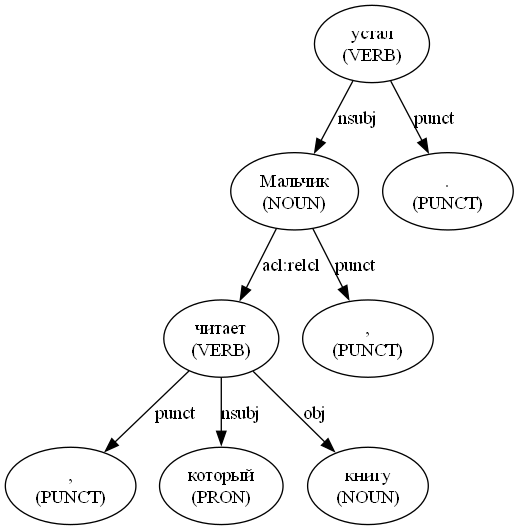 устал
(VERB)
nsubj
punct
Мальчик
(NOUN)
.
(PUNCT)
acl:relcl
punct
читает
(VERB)
,
(PUNCT)
punct
nsubj
obj
,
(PUNCT)
который
(PRON)
книгу
(NOUN)